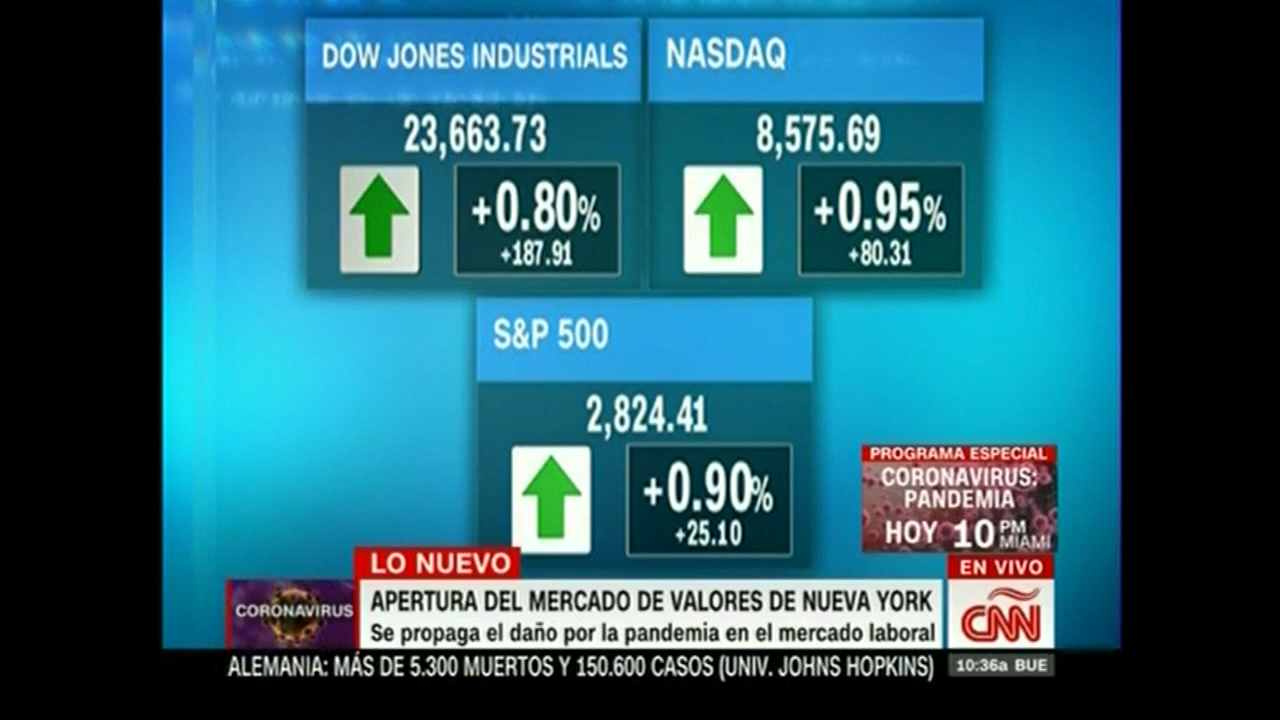 DOW JONES INDUSTRIALS
23,663.73
+0.80%
+187.91
NASDAQ
8,575.69
+0.95%
+80.31
S&P 500
2,824.41
+0.90%
+25.10
PROGRAMA ESPECIAL
CORONAVIRUS:
PANDEMIA
HOY 10 PM MIAMI
LO NUEVO
EN VIVO
CORONAVIRUS
APERTURA DEL MERCADO DE VALORES DE NUEVA YORK
Se propaga el daño por la pandemia en el mercado laboral
CNN
ALEMANIA: MÁS DE 5.300 MUERTOS Y 150.600 CASOS (UNIV. JOHNS HOPKINS)
10:36a BUE